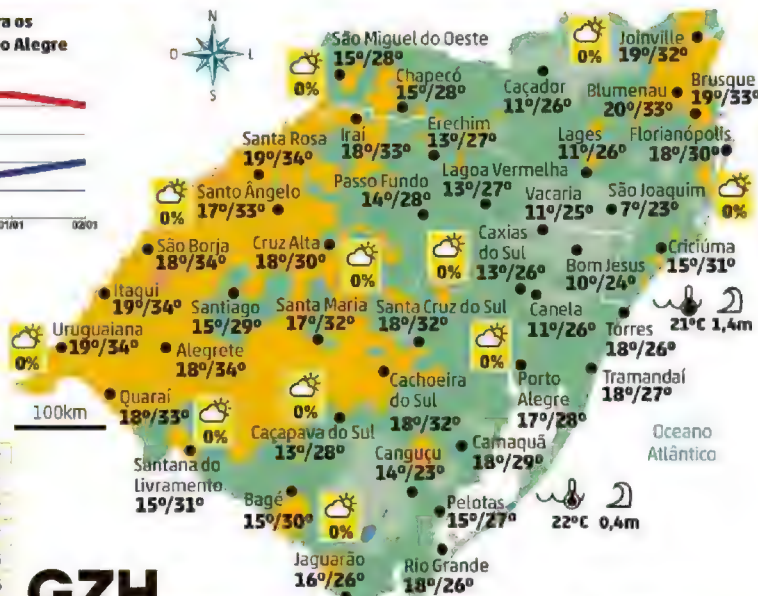 ra os
o Alegre
01/01
02/01
N
O
L
S
0%
São Miguel do Oeste
15º/28º
Chapecó
15º/28º
Caçador
11º/26º
0%
Joinville
19º/32º
Blumenau
20º/33º
Brusque
19º/33º
Santa Rosa
19º/34º
Iraí
18º/33º
Erechim
13º/27º
Lages
11º/26º
Florianópolis
18º/30º
0%
Santo Ângelo
17º/33º
Passo Fundo
14º/28º
Lagoa Vermelha
13º/27º
Vacaria
11º/25º
São Joaquim
7º/23º
0%
São Borja
18º/34º
Cruz Alta
18º/30º
0%
0%
Caxias
do Sul
13º/26º
Bom Jesus
10º/24º
Criciúma
15º/31º
Itaqui
19º/34º
Santiago
15º/29º
Santa Maria
17º/32º
Santa Cruz do Sul
18º/32º
Canela
11º/26º
21ºC 1,4m
0%
Uruguaiana
19º/34º
Alegrete
18º/34º
0%
Torres
18º/26º
Quaraí
18º/33º
0%
0%
Cachoeira
do Sul
18º/32º
Porto
Alegre
17º/28º
Tramandaí
18º/27º
100km
Caçapava do Sul
13º/28º
Camaquã
18º/29º
Oceano
Atlântico
Santana do
Livramento
15º/31º
Canguçu
14º/23º
Bagé
15º/30º
0%
Pelotas
15º/27º
22ºC 0,4m
Jaguarão
16º/26º
Rio Grande
18º/26º
GZH